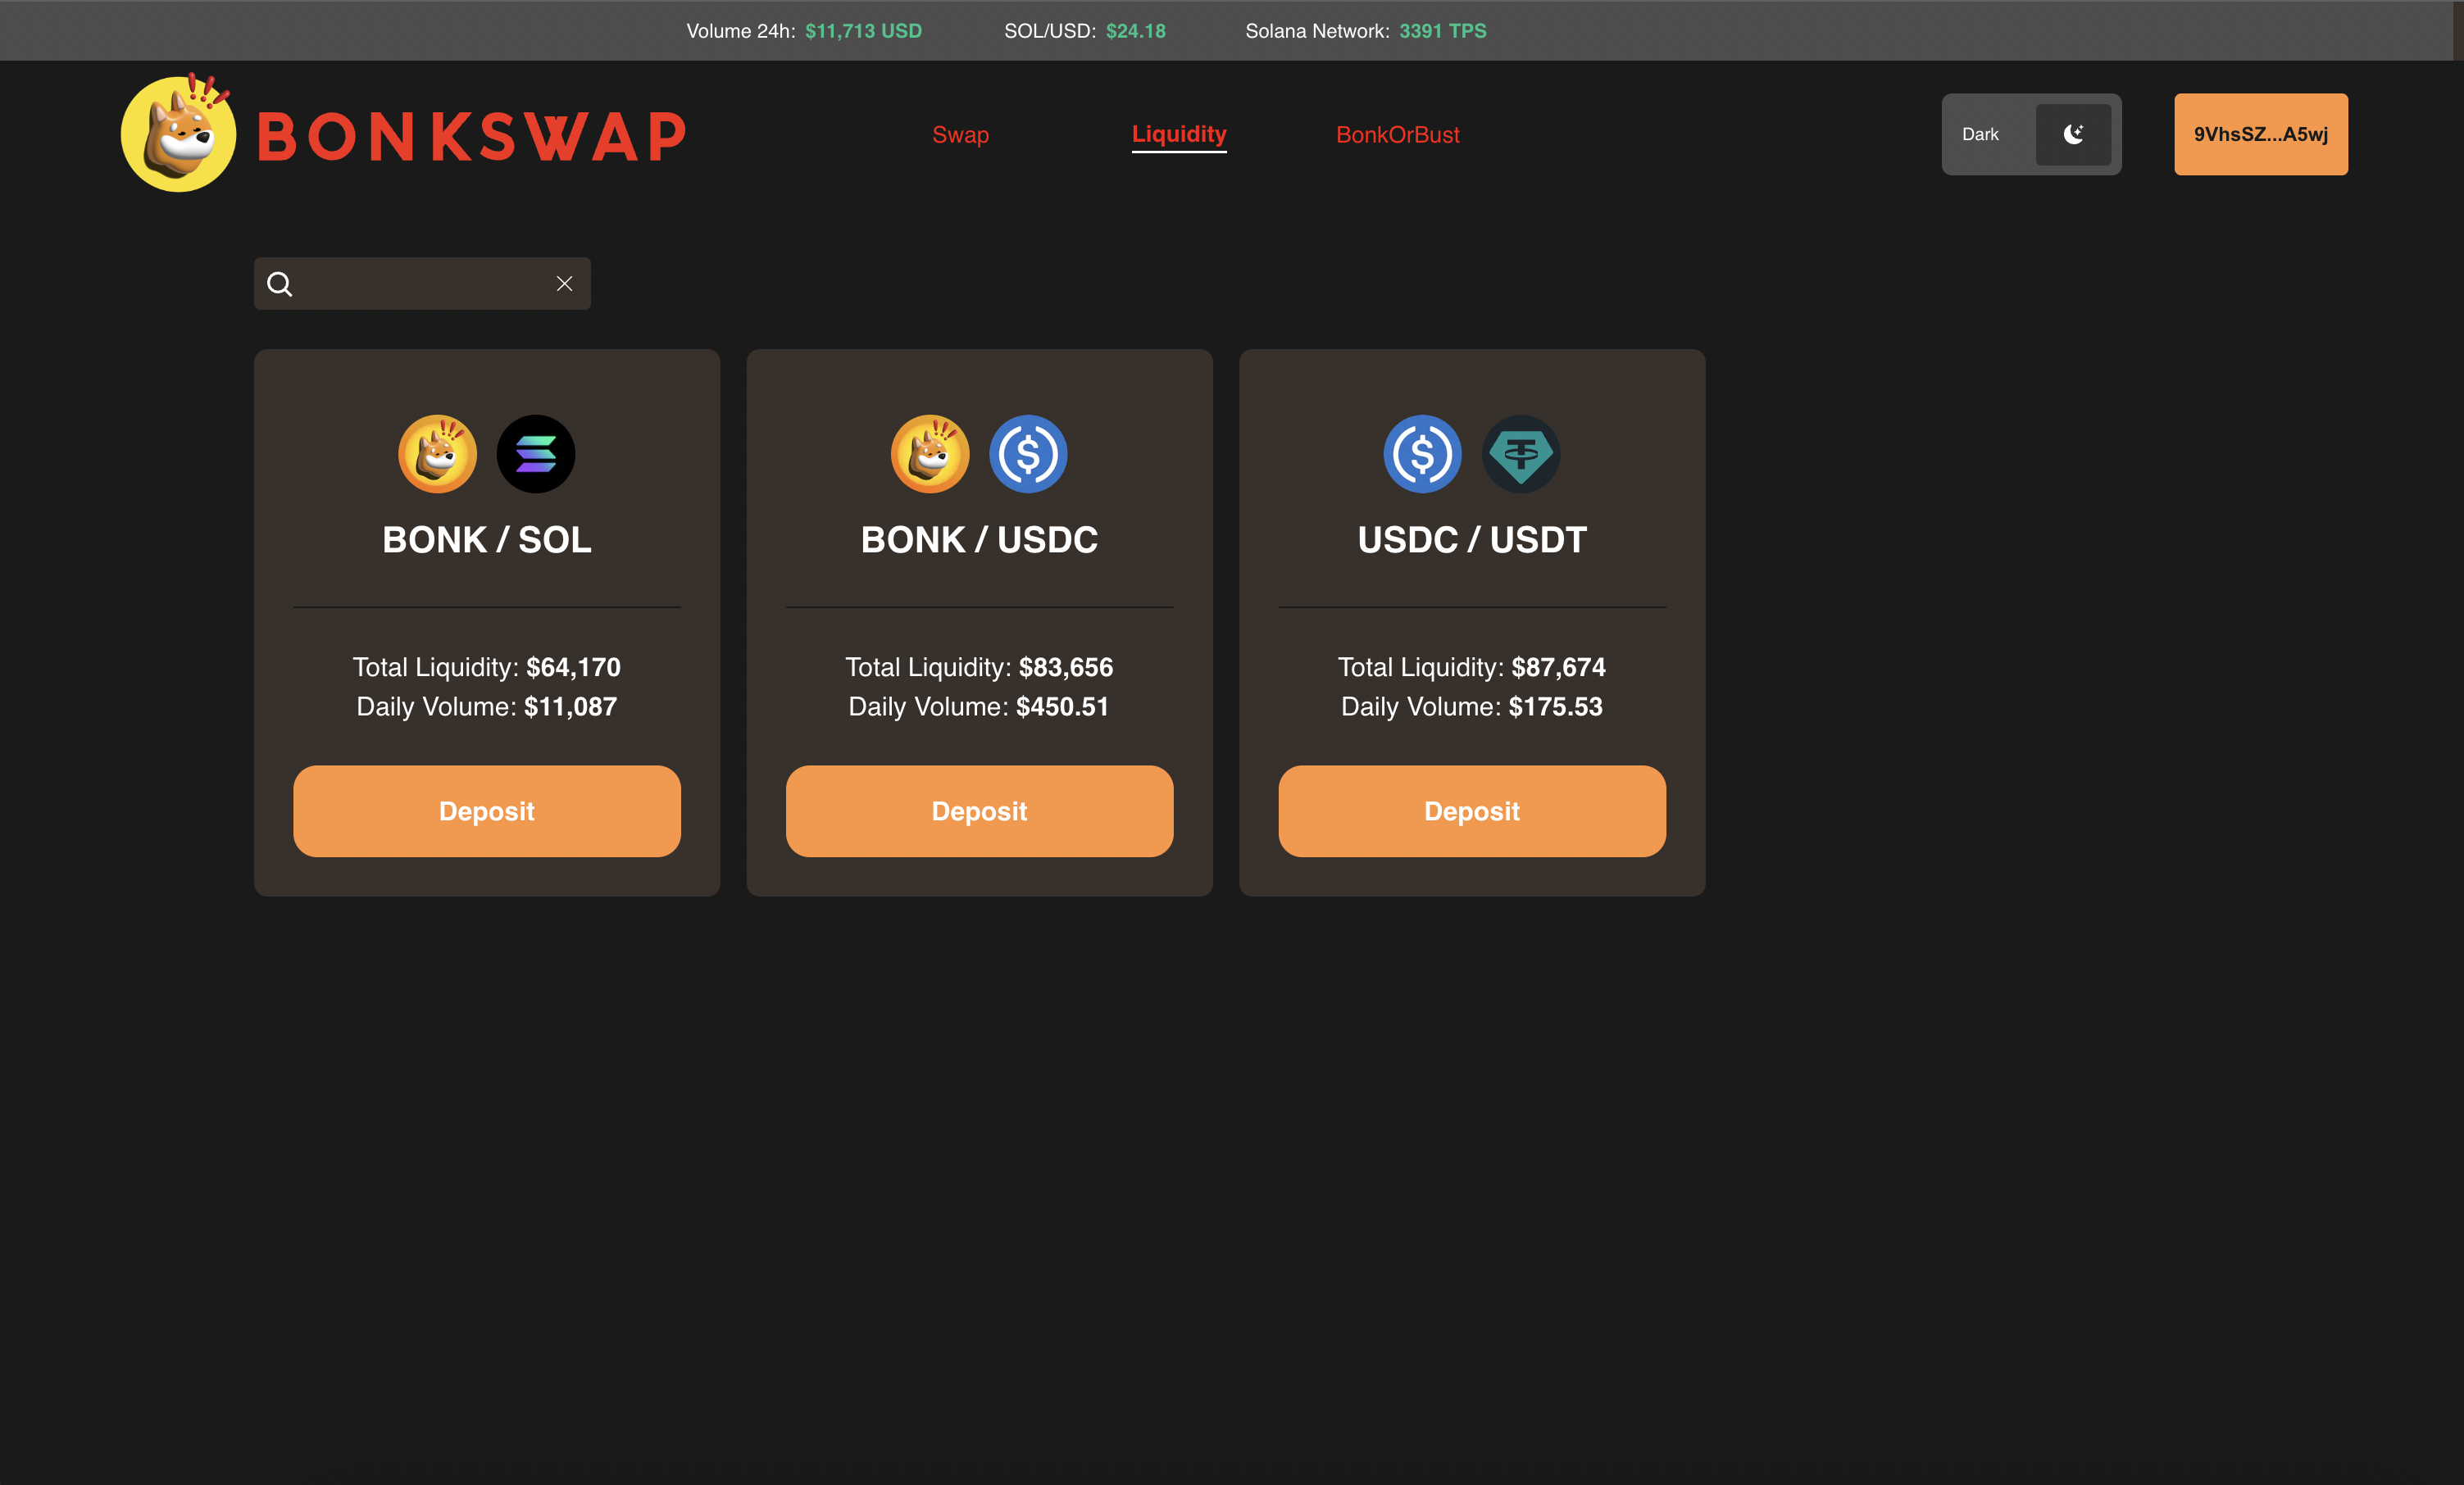 Volume 24h: $11,713 USD SOL/USD: $24.18 Solana Network: 3391 TPS
BONKSWAP Swap Liquidity BonkOrBust Dark 9VhsSZ...A5wj
BONK / SOL
Total Liquidity: $64,170
Daily Volume: $11,087
Deposit
BONK / USDC
Total Liquidity: $83,656
Daily Volume: $450.51
Deposit
USDC / USDT
Total Liquidity: $87,674
Daily Volume: $175.53
Deposit